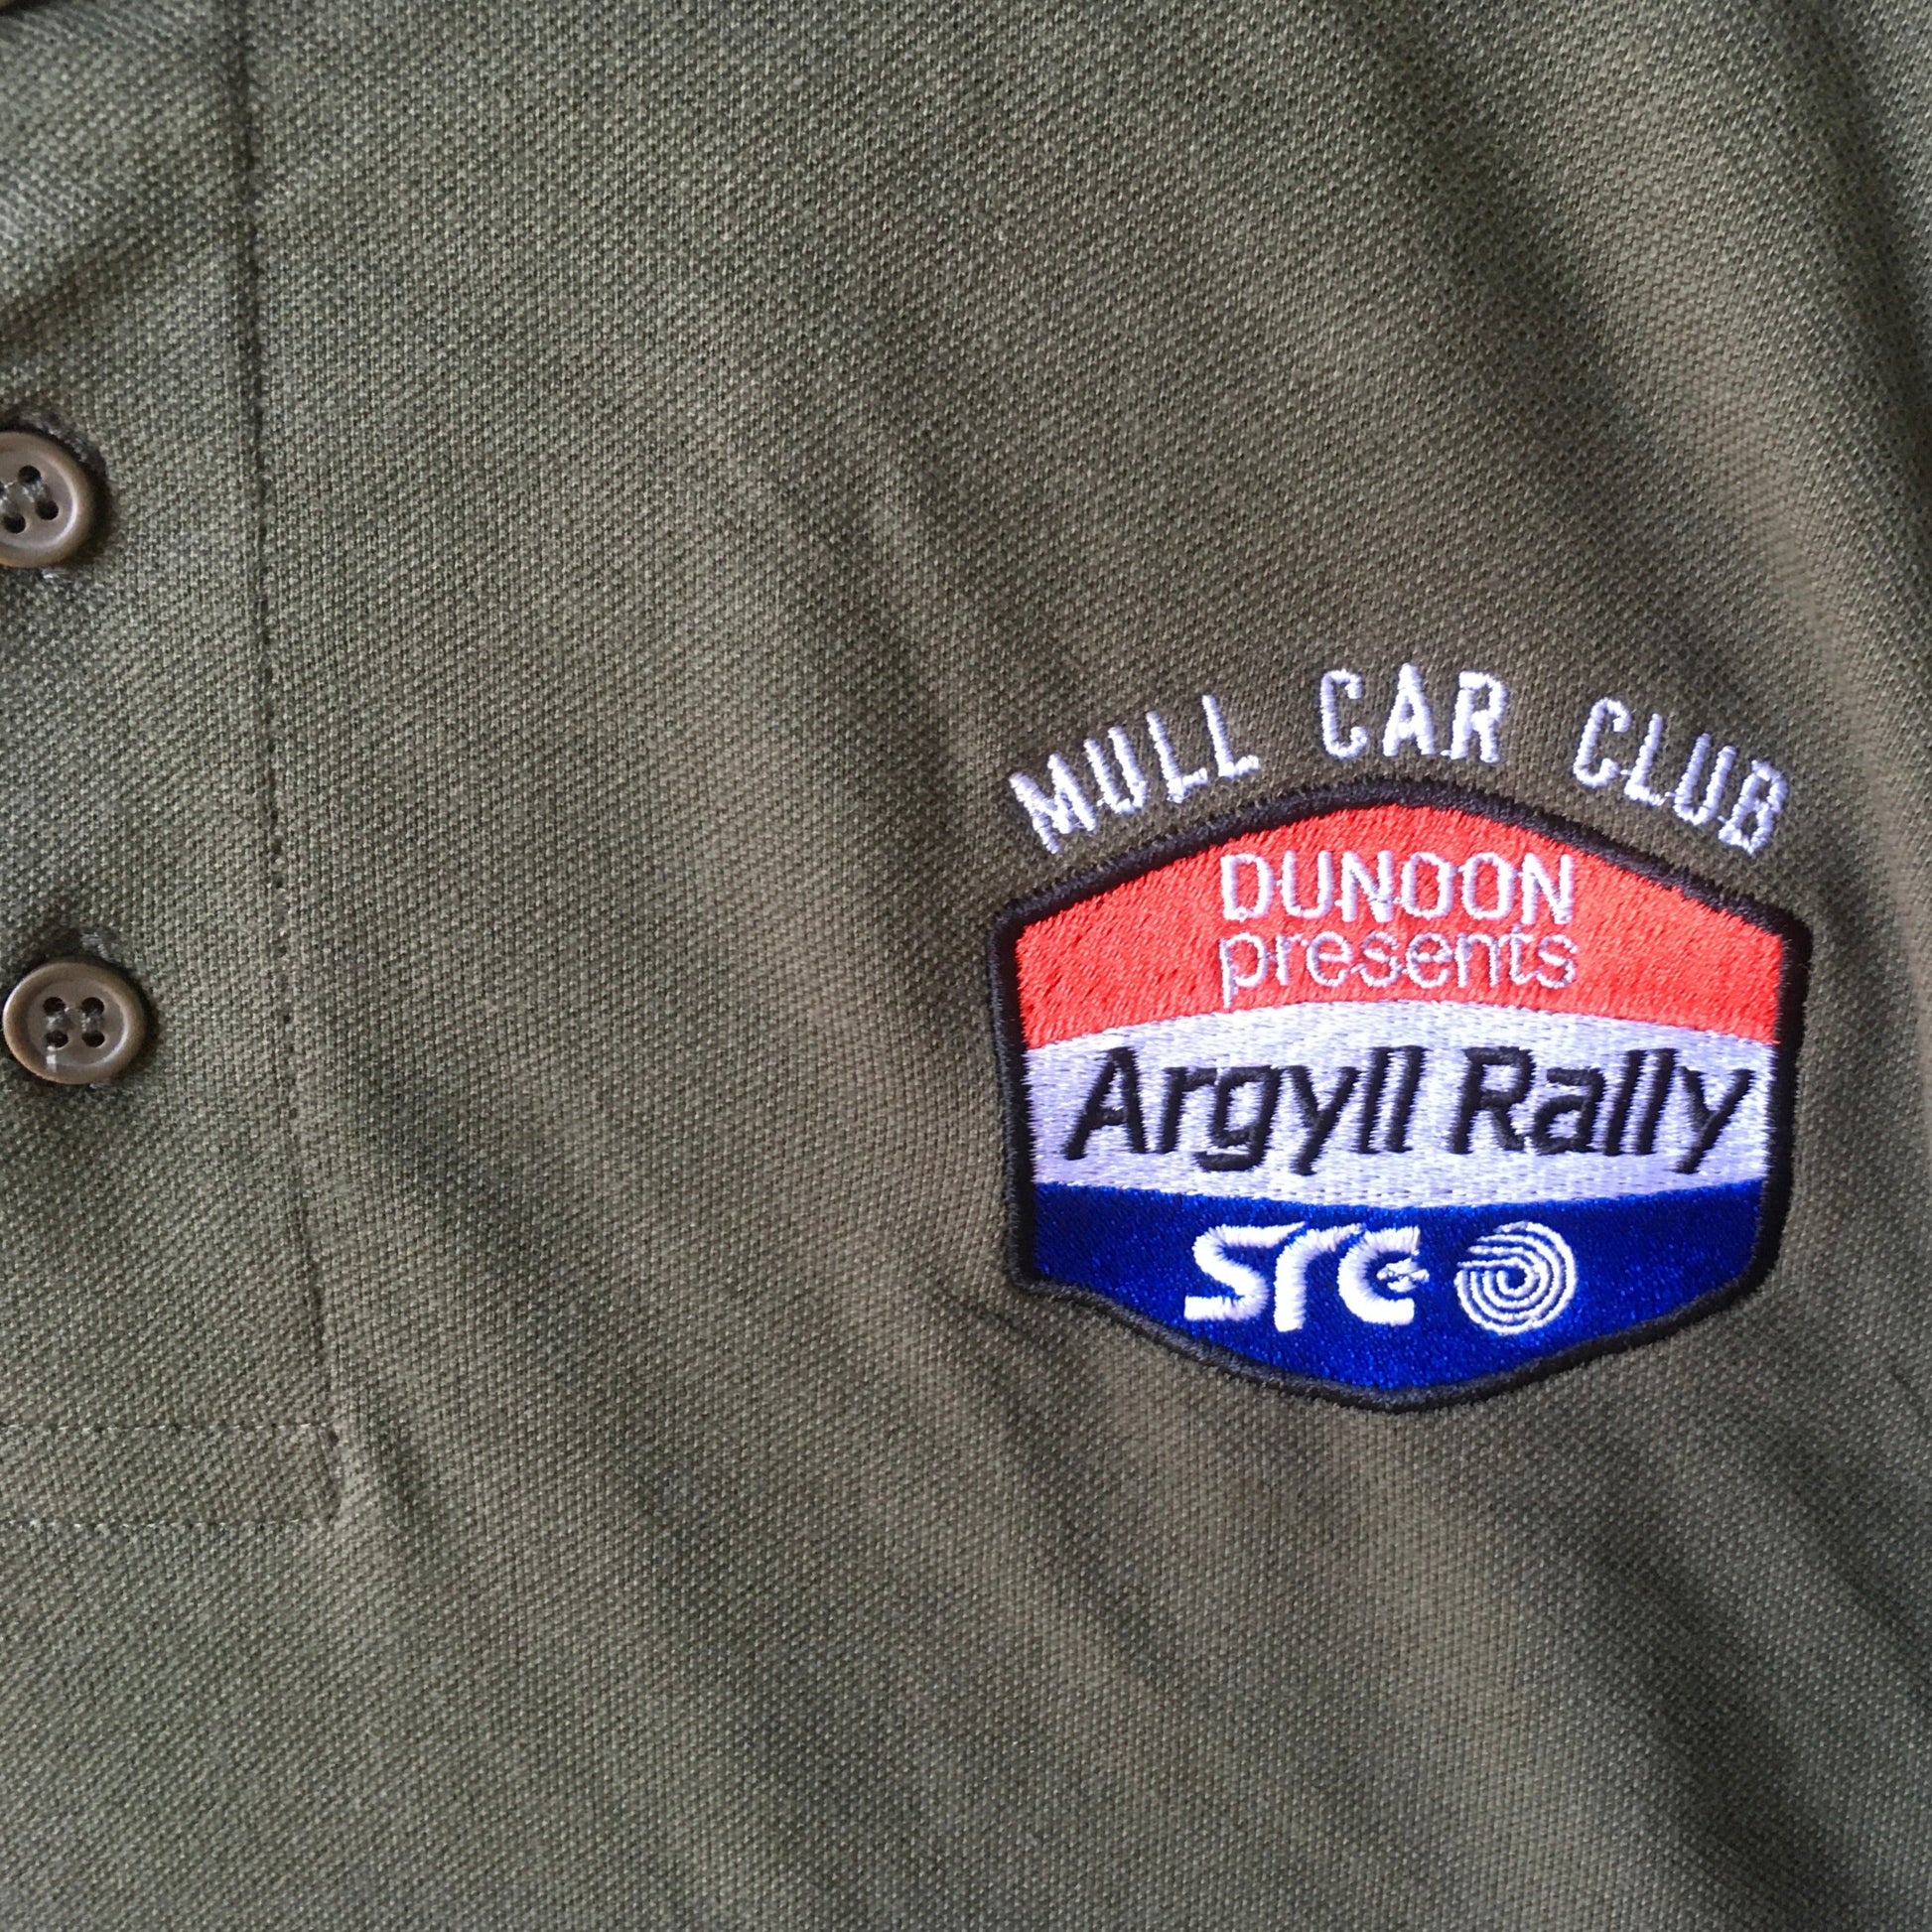 MULL CAR CLUB
DUNOON
presents
Argyll Rally
SRC